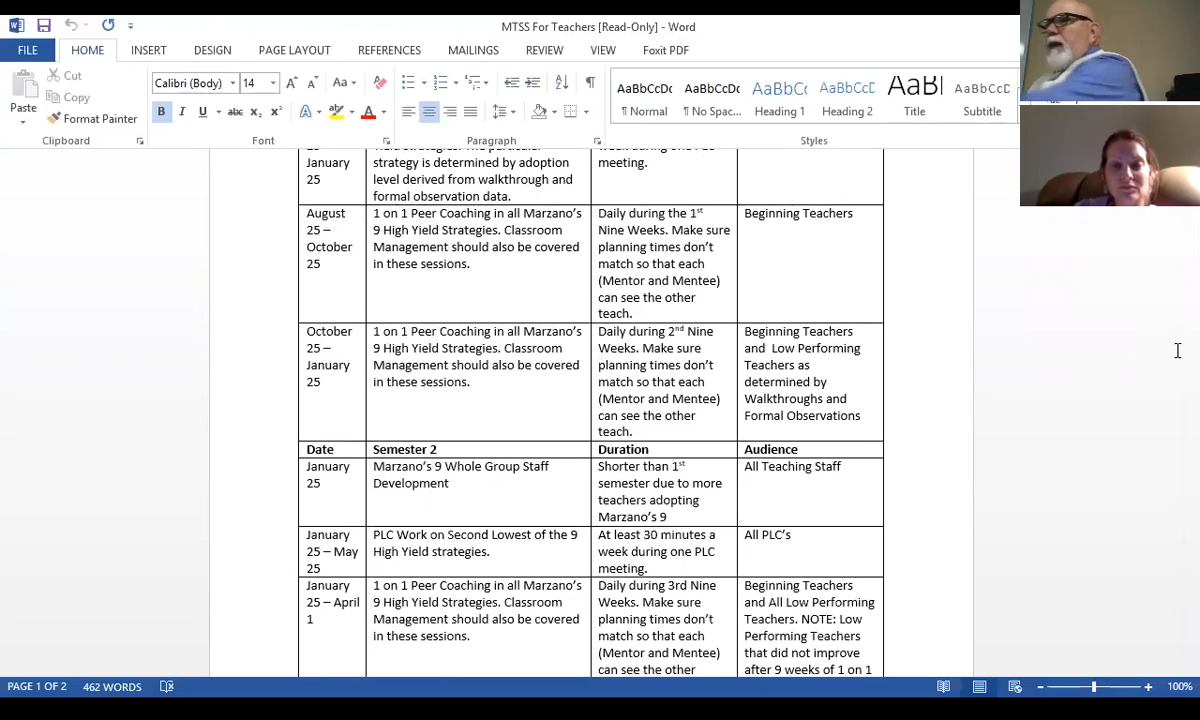 MTSS For Teachers [Read-Only] - Word
FILE HOME INSERT DESIGN PAGE LAYOUT REFERENCES MAILINGS REVIEW VIEW Foxit PDF
Paste
Cut
Copy
Format Painter
Clipboard
Calibri (Body) 14
Font
Paragraph
AaBbCcDc AaBbCcDc AaBbCc AaBbCcD AaBl AaBbCcDc
¶ Normal ¶ No Spac... Heading 1 Heading 2 Title Subtitle
Styles
January
25
strategy is determined by adoption
level derived from walkthrough and
formal observation data.
meeting.
August
25 –
October
25
1 on 1 Peer Coaching in all Marzano's
9 High Yield Strategies. Classroom
Management should also be covered
in these sessions.
Daily during the 1st
Nine Weeks. Make sure
planning times don't
match so that each
(Mentor and Mentee)
can see the other
teach.
Beginning Teachers
October
25 –
January
25
1 on 1 Peer Coaching in all Marzano's
9 High Yield Strategies. Classroom
Management should also be covered
in these sessions.
Daily during 2nd Nine
Weeks. Make sure
planning times don't
match so that each
(Mentor and Mentee)
can see the other
teach.
Beginning Teachers
and Low Performing
Teachers as
determined by
Walkthroughs and
Formal Observations
Date Semester 2 Duration Audience
January
25
Marzano's 9 Whole Group Staff
Development
Shorter than 1st
semester due to more
teachers adopting
Marzano's 9
All Teaching Staff
January
25 – May
25
PLC Work on Second Lowest of the 9
High Yield strategies.
At least 30 minutes a
week during one PLC
meeting.
All PLC's
January
25 – April
1
1 on 1 Peer Coaching in all Marzano's
9 High Yield Strategies. Classroom
Management should also be covered
in these sessions.
Daily during 3rd Nine
Weeks. Make sure
planning times don't
match so that each
(Mentor and Mentee)
can see the other
Beginning Teachers
and All Low Performing
Teachers. NOTE: Low
Performing Teachers
that did not improve
after 9 weeks of 1 on 1
PAGE 1 OF 2 462 WORDS 100%